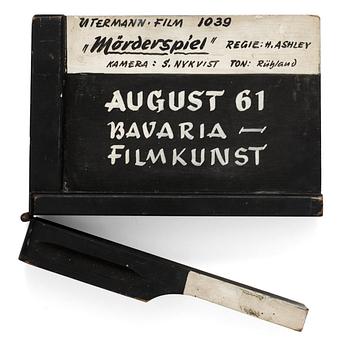 UTERMANN · FILM 1039
„Mörderspiel" REGIE: H. ASHLEY
KAMERA: S. NYKVIST TON: Rühland
AUGUST 61
BAVARIA —
FILMKUNST